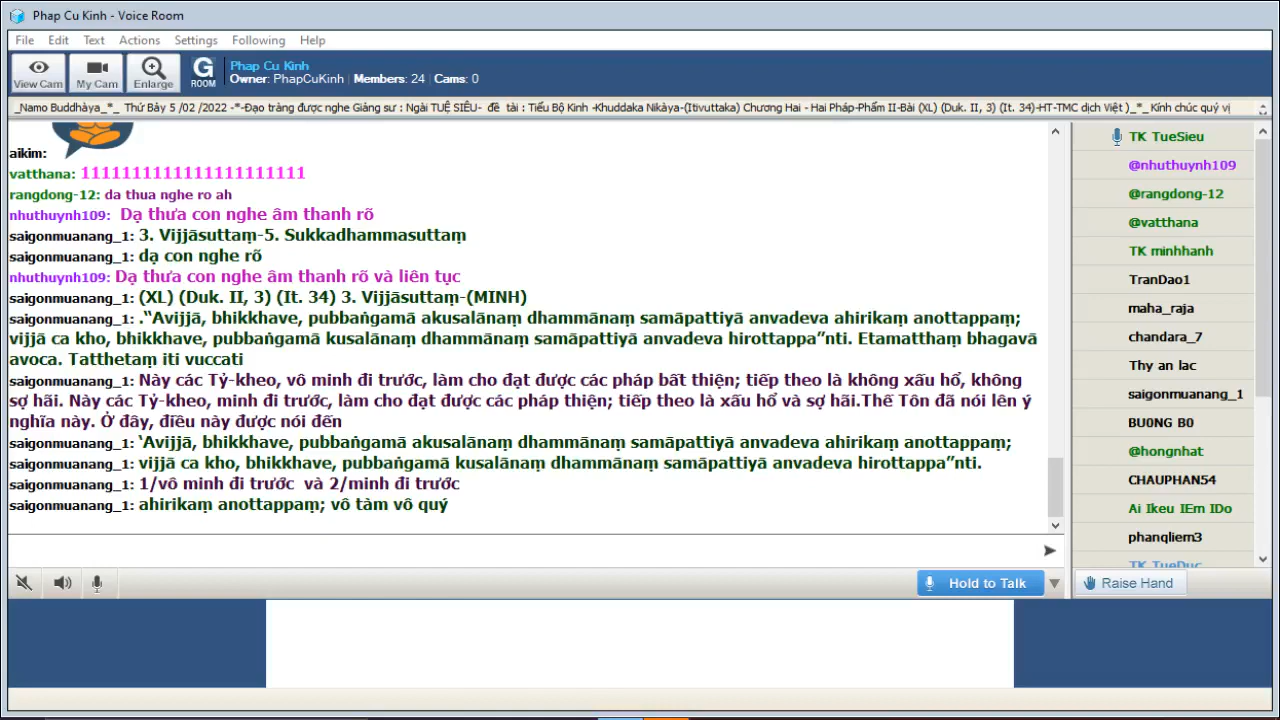 Phap Cu Kinh - Voice Room
File Edit Text Actions Settings Following Help
View Cam My Cam Enlarge G ROOM
Phap Cu Kinh
Owner: PhapCuKinh Members: 24 Cams: 0
_Namo Buddhàya_*_ Thứ Bảy 5 /02 /2022 -*-Đạo tràng được nghe Giảng sư : Ngài TUỆ SIÊU- đề tài : Tiểu Bộ Kinh -Khuddaka Nikàya-(Itivuttaka) Chương Hai - Hai Pháp-Phẩm II-Bài (XL) (Duk. II, 3) (It. 34)-HT-TMC dịch Việt )_*_ Kính chúc quý vị
aikim:
vatthana: 1111111111111111111111
rangdong-12: da thua nghe ro ah
nhuthuynh109: Dạ thưa con nghe âm thanh rõ
saigonmuanang_1: 3. Vijjāsuttaṃ-5. Sukkadhammasuttaṃ
saigonmuanang_1: dạ con nghe rõ
nhuthuynh109: Dạ thưa con nghe âm thanh rõ và liên tục
saigonmuanang_1: (XL) (Duk. II, 3) (It. 34) 3. Vijjāsuttaṃ-(MINH)
saigonmuanang_1: .“Avijjā, bhikkhave, pubbaṅgamā akusalānaṃ dhammānaṃ samāpattiyā anvadeva ahirikaṃ anottappaṃ;
vijjā ca kho, bhikkhave, pubbaṅgamā kusalānaṃ dhammānaṃ samāpattiyā anvadeva hirottappa”nti. Etamatthaṃ bhagavā
avoca. Tatthetaṃ iti vuccati
saigonmuanang_1: Này các Tỷ-kheo, vô minh đi trước, làm cho đạt được các pháp bất thiện; tiếp theo là không xấu hổ, không
sợ hãi. Này các Tỷ-kheo, minh đi trước, làm cho đạt được các pháp thiện; tiếp theo là xấu hổ và sợ hãi.Thế Tôn đã nói lên ý
nghĩa này. Ở đây, điều này được nói đến
saigonmuanang_1: ‘Avijjā, bhikkhave, pubbaṅgamā akusalānaṃ dhammānaṃ samāpattiyā anvadeva ahirikaṃ anottappaṃ;
vijjā ca kho, bhikkhave, pubbaṅgamā kusalānaṃ dhammānaṃ samāpattiyā anvadeva hirottappa”nti.
saigonmuanang_1: 1/vô minh đi trước và 2/minh đi trước
saigonmuanang_1: ahirikaṃ anottappaṃ; vô tàm vô quý
TK TueSieu
@nhuthuynh109
@rangdong-12
@vatthana
TK minhhanh
TranDao1
maha_raja
chandara_7
Thy an lac
saigonmuanang_1
BU0NG B0
@hongnhat
CHAUPHAN54
Ai Ikeu IEm IDo
phanqliem3
TK TueDuc
Hold to Talk
Raise Hand